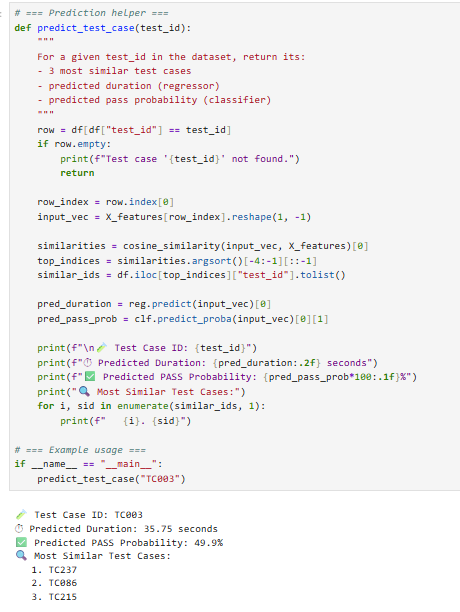 # === Prediction helper ===
def predict_test_case(test_id):
    """
    For a given test_id in the dataset, return its:
    - 3 most similar test cases
    - predicted duration (regressor)
    - predicted pass probability (classifier)
    """
    row = df[df["test_id"] == test_id]
    if row.empty:
        print(f"Test case '{test_id}' not found.")
        return

    row_index = row.index[0]
    input_vec = X_features[row_index].reshape(1, -1)

    similarities = cosine_similarity(input_vec, X_features)[0]
    top_indices = similarities.argsort()[-4:-1][::-1]
    similar_ids = df.iloc[top_indices]["test_id"].tolist()

    pred_duration = reg.predict(input_vec)[0]
    pred_pass_prob = clf.predict_proba(input_vec)[0][1]

    print(f"\n🧪 Test Case ID: {test_id}")
    print(f"⏱ Predicted Duration: {pred_duration:.2f} seconds")
    print(f"✅ Predicted PASS Probability: {pred_pass_prob*100:.1f}%")
    print("🔍 Most Similar Test Cases:")
    for i, sid in enumerate(similar_ids, 1):
        print(f"   {i}. {sid}")

# === Example usage ===
if __name__ == "__main__":
    predict_test_case("TC003")

🧪 Test Case ID: TC003
⏱ Predicted Duration: 35.75 seconds
✅ Predicted PASS Probability: 49.9%
🔍 Most Similar Test Cases:
   1. TC237
   2. TC086
   3. TC215